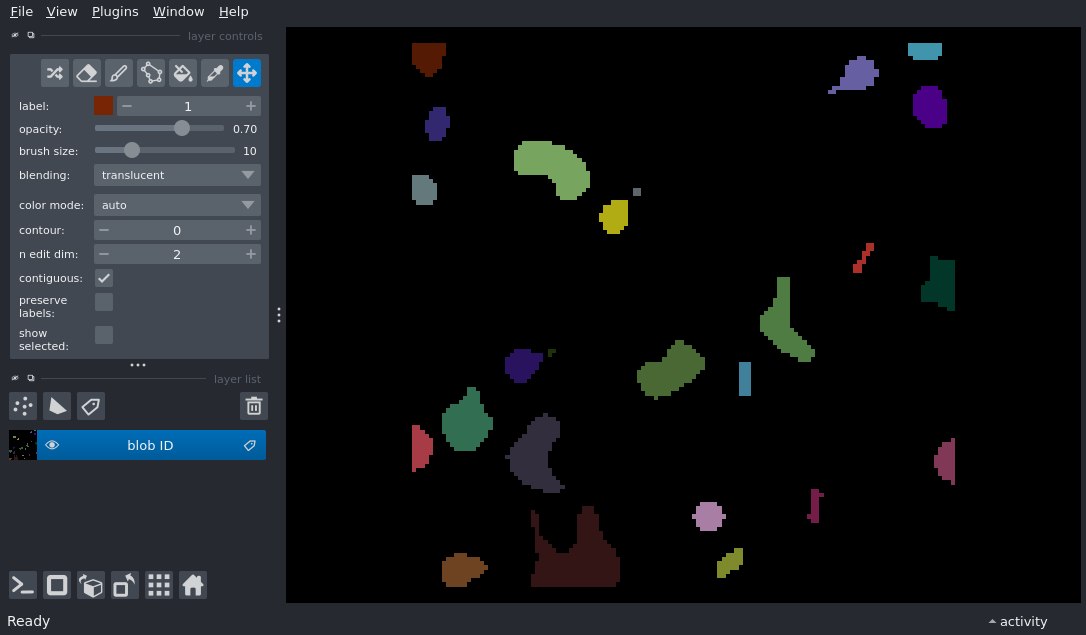 File View Plugins Window Help
layer controls
label: 1
opacity: 0.70
brush size: 10
blending: translucent
color mode: auto
contour: 0
n edit dim: 2
contiguous:
preserve
labels:
show
selected:
layer list
blob ID
Ready
activity